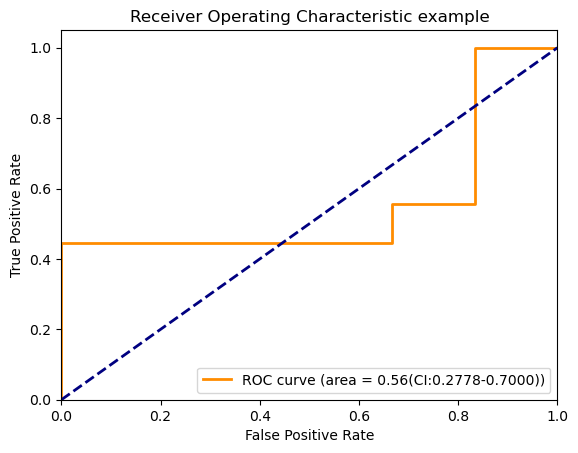 Receiver Operating Characteristic example
True Positive Rate
1.0
0.8
0.6
0.4
0.2
0.0
ROC curve (area = 0.56(CI:0.2778-0.7000))
0.0 0.2 0.4 0.6 0.8 1.0
False Positive Rate